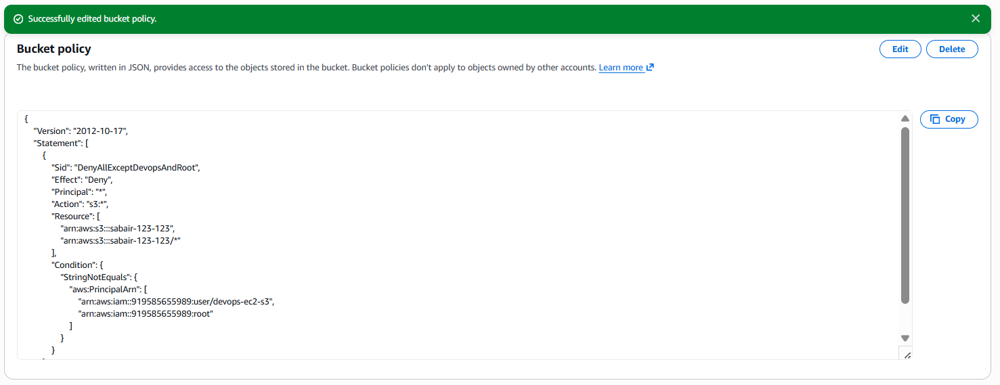 Successfully edited bucket policy.
Bucket policy
Edit
Delete
The bucket policy, written in JSON, provides access to the objects stored in the bucket. Bucket policies don't apply to objects owned by other accounts. Learn more
Copy
{
"Version": "2012-10-17",
"Statement": [
{
"Sid": "DenyAllExceptDevopsAndRoot",
"Effect": "Deny",
"Principal": "*",
"Action": "s3:*",
"Resource": [
"arn:aws:s3:::sabair-123-123",
"arn:aws:s3:::sabair-123-123/*"
],
"Condition": {
"StringNotEquals": {
"aws:PrincipalArn": [
"arn:aws:iam::919585655989:user/devops-ec2-s3",
"arn:aws:iam::919585655989:root"
]
}
}